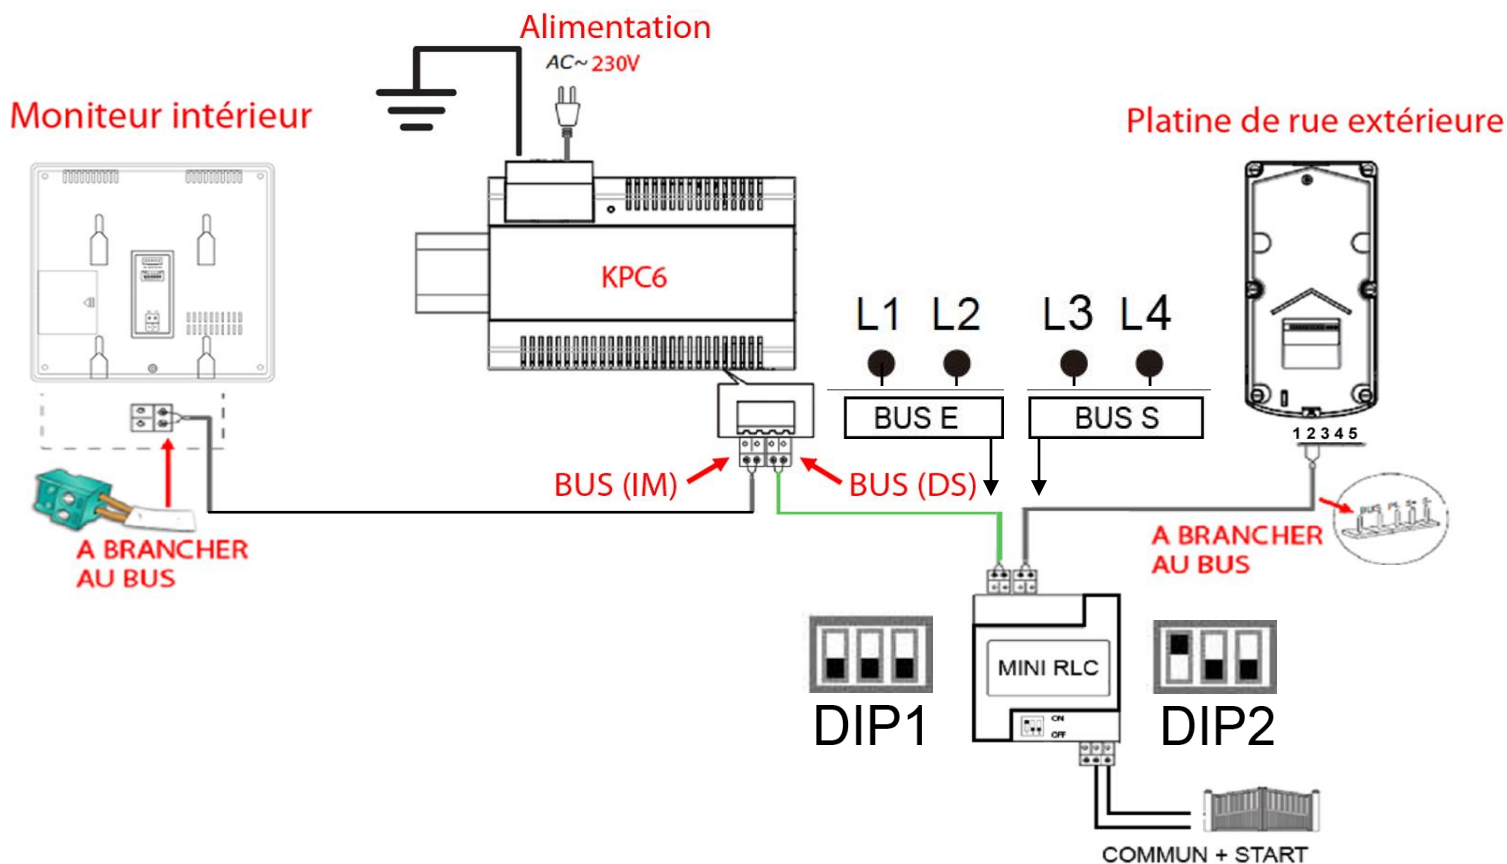 Alimentation
AC~ 230V
Moniteur intérieur
Platine de rue extérieure
KPC6
L1 L2 L3 L4
BUS E BUS S
1 2 3 4 5
BUS (IM)
BUS (DS)
BUS
A BRANCHER
AU BUS
A BRANCHER
AU BUS
MINI RLC
ON
OFF
DIP1
DIP2
COMMUN + START